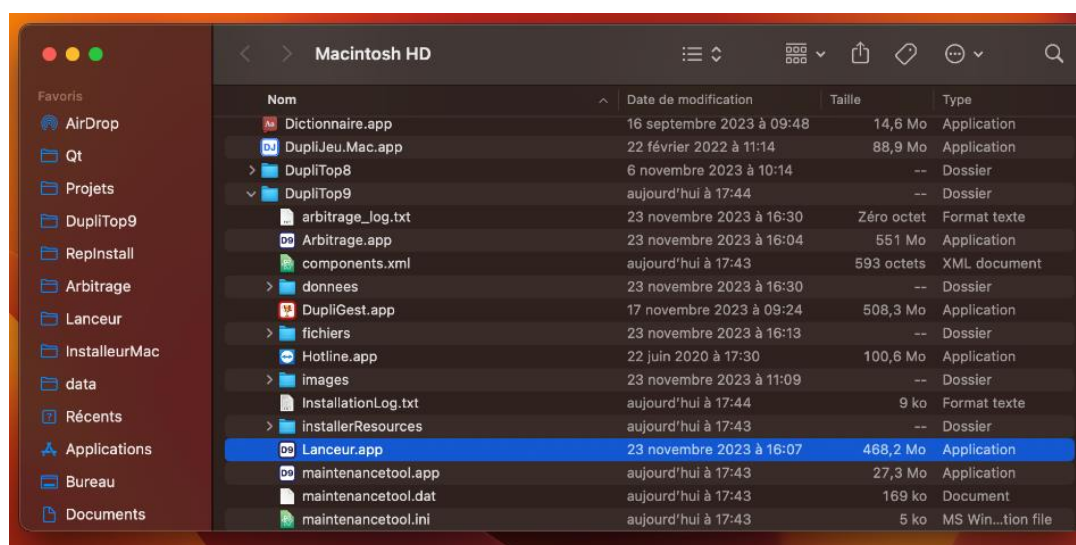 Macintosh HD
Favoris
AirDrop
Qt
Projets
DupliTop9
RepInstall
Arbitrage
Lanceur
InstalleurMac
data
Récents
Applications
Bureau
Documents
Nom Date de modification Taille Type
Dictionnaire.app 16 septembre 2023 à 09:48 14,6 Mo Application
DupliJeu.Mac.app 22 février 2022 à 11:14 88,9 Mo Application
DupliTop8 6 novembre 2023 à 10:14 -- Dossier
DupliTop9 aujourd'hui à 17:44 -- Dossier
arbitrage_log.txt 23 novembre 2023 à 16:30 Zéro octet Format texte
Arbitrage.app 23 novembre 2023 à 16:04 551 Mo Application
components.xml aujourd'hui à 17:43 593 octets XML document
donnees 23 novembre 2023 à 16:30 -- Dossier
DupliGest.app 17 novembre 2023 à 09:24 508,3 Mo Application
fichiers 23 novembre 2023 à 16:13 -- Dossier
Hotline.app 22 juin 2020 à 17:30 100,6 Mo Application
images 23 novembre 2023 à 11:09 -- Dossier
InstallationLog.txt aujourd'hui à 17:44 9 ko Format texte
installerResources aujourd'hui à 17:43 -- Dossier
Lanceur.app 23 novembre 2023 à 16:07 468,2 Mo Application
maintenancetool.app aujourd'hui à 17:43 27,3 Mo Application
maintenancetool.dat aujourd'hui à 17:43 169 ko Document
maintenancetool.ini aujourd'hui à 17:43 5 ko MS Win...tion file